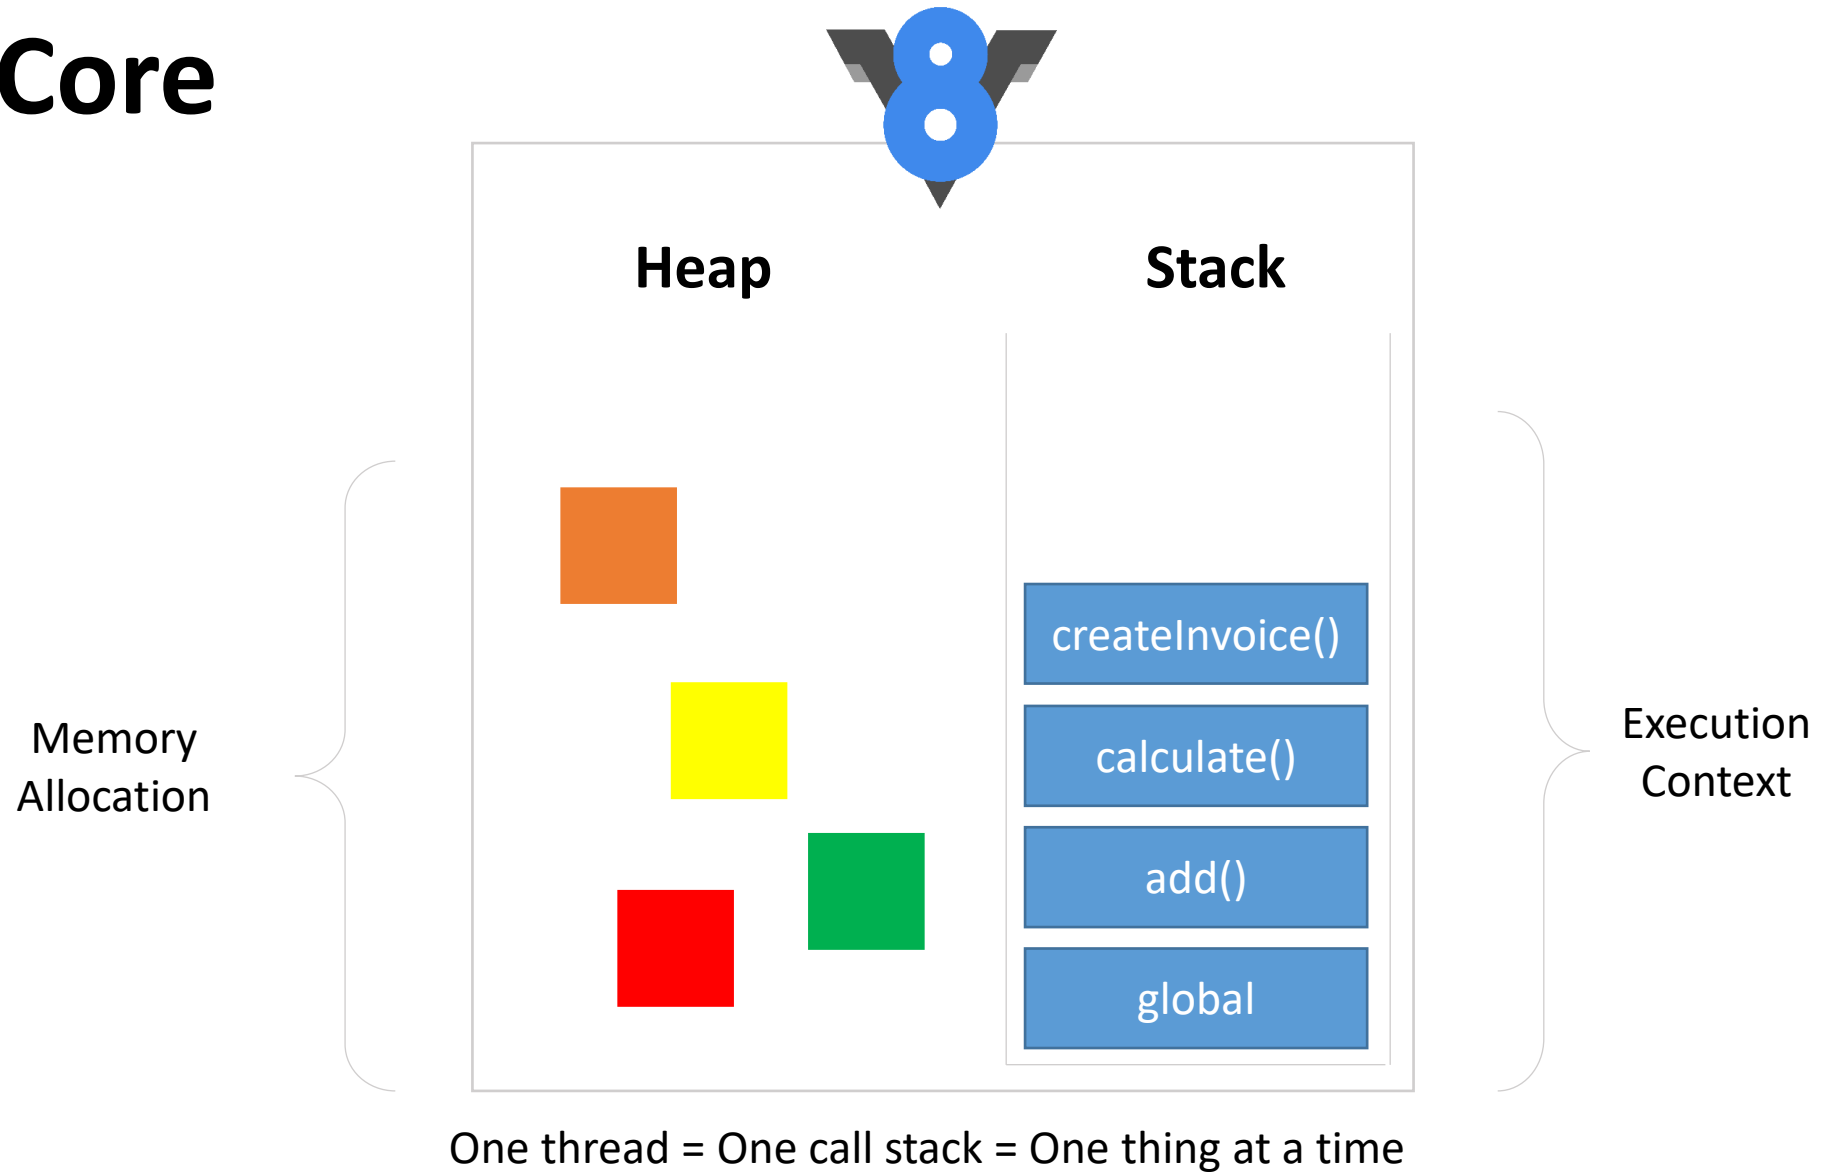 Core
8
Heap
Stack
createInvoice()
calculate()
add()
global
Memory
Allocation
Execution
Context
One thread = One call stack = One thing at a time